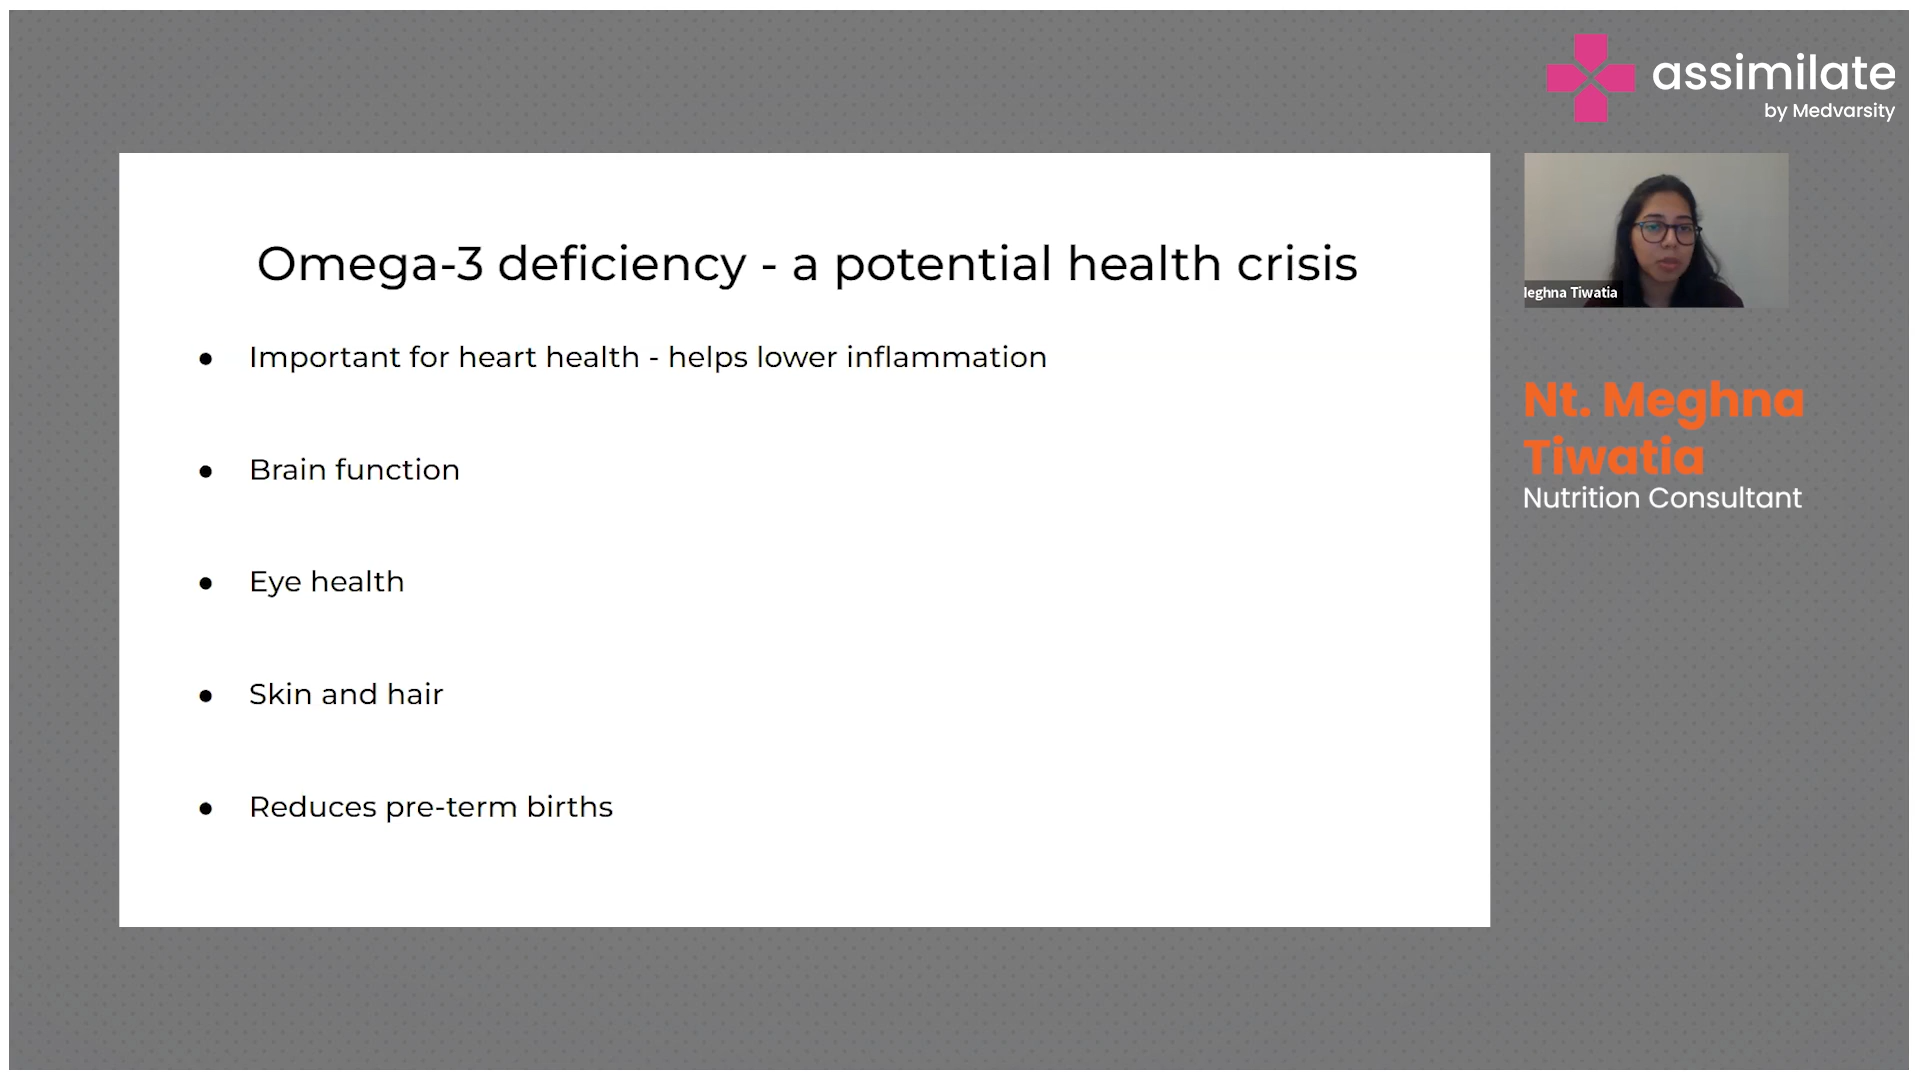 assimilate
by Medvarsity
Omega-3 deficiency - a potential health crisis
● Important for heart health - helps lower inflammation
● Brain function
● Eye health
● Skin and hair
● Reduces pre-term births
leghna Tiwatia
Nt. Meghna
Tiwatia
Nutrition Consultant